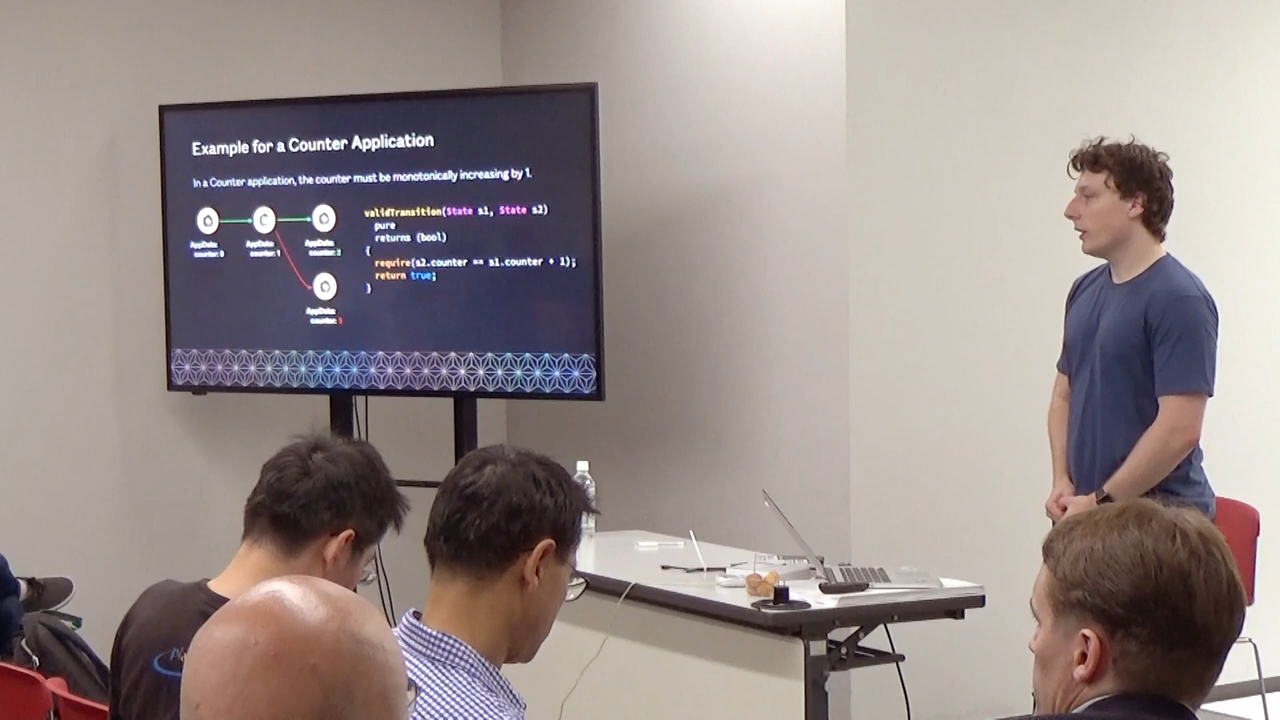 Example for a Counter Application
In a Counter application, the counter must be monotonically increasing by 1.
AppData:
counter: 0
AppData:
counter: 1
AppData:
counter: 2
AppData:
counter: 5
validTransition(State s1, State s2)
pure
returns (bool)
{
require(s2.counter == s1.counter + 1);
return true;
}